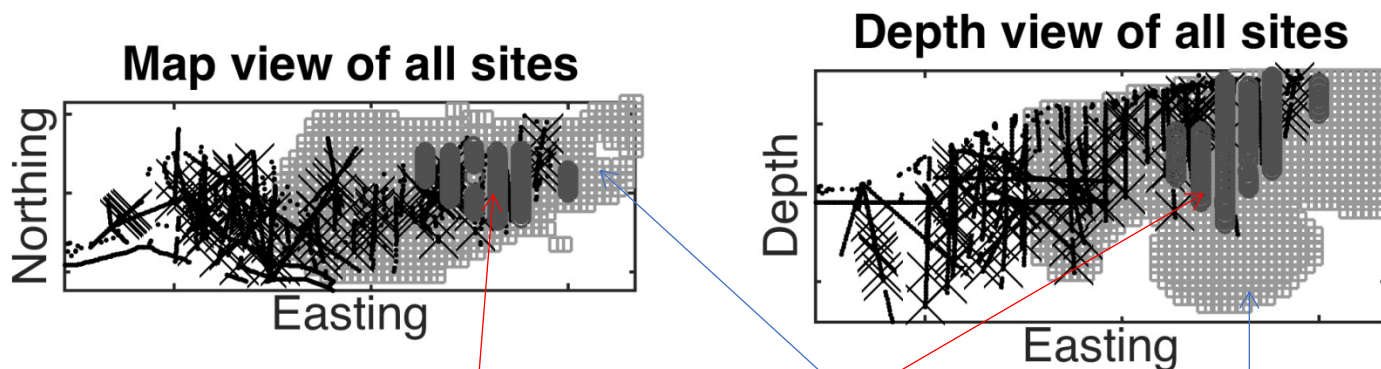 Map view of all sites
Northing
Easting
Depth view of all sites
Depth
Easting